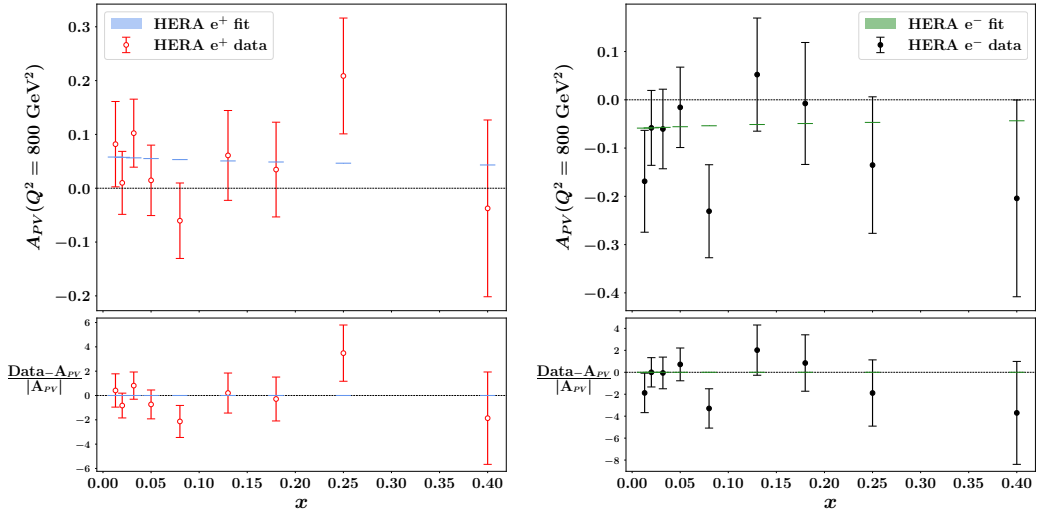 HERA e⁺ fit
HERA e⁺ data
A_PV(Q² = 800 GeV²)
0.3
0.2
0.1
0.0
−0.1
−0.2
Data−A_PV
|A_PV|
6
4
2
0
−2
−4
−6
0.00 0.05 0.10 0.15 0.20 0.25 0.30 0.35 0.40
x
HERA e⁻ fit
HERA e⁻ data
A_PV(Q² = 800 GeV²)
0.1
0.0
−0.1
−0.2
−0.3
−0.4
Data−A_PV
|A_PV|
4
2
0
−2
−4
−6
−8
0.00 0.05 0.10 0.15 0.20 0.25 0.30 0.35 0.40
x